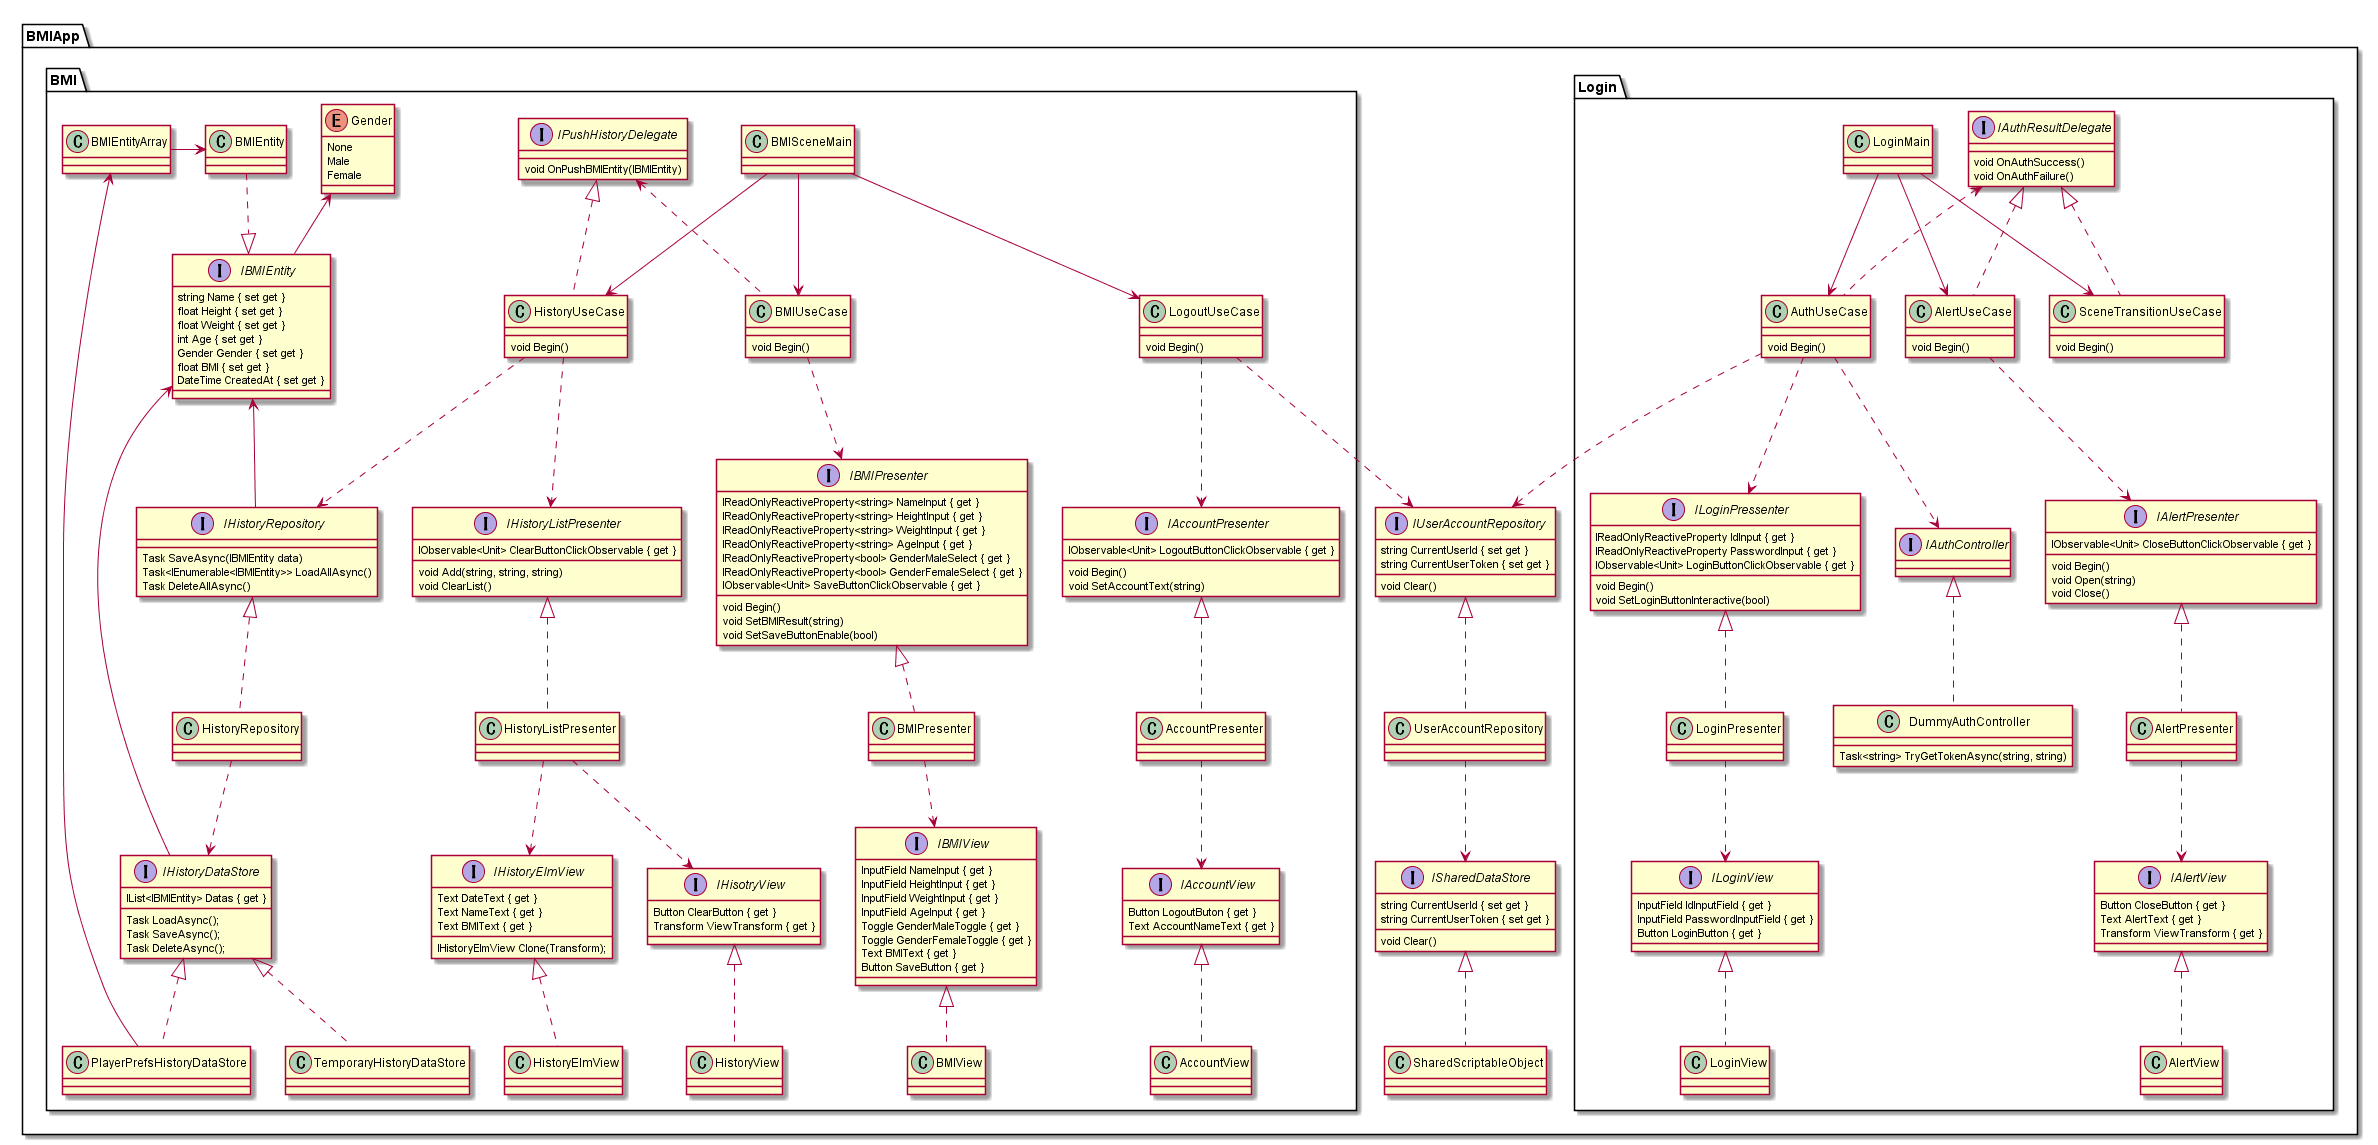 BMIApp
BMI
Login
C BMIEntityArray
C BMIEntity
E Gender
None
Male
Female
I IPushHistoryDelegate
void OnPushBMIEntity(IBMIEntity)
C BMISceneMain
C LoginMain
I IAuthResultDelegate
void OnAuthSuccess()
void OnAuthFailure()
I IBMIEntity
string Name { set get }
float Height { set get }
float Weight { set get }
int Age { set get }
Gender Gender { set get }
float BMI { set get }
DateTime CreatedAt { set get }
C HistoryUseCase
void Begin()
C BMIUseCase
void Begin()
C LogoutUseCase
void Begin()
C AuthUseCase
void Begin()
C AlertUseCase
void Begin()
C SceneTransitionUseCase
void Begin()
I IHistoryRepository
Task SaveAsync(IBMIEntity data)
Task<IEnumerable<IBMIEntity>> LoadAllAsync()
Task DeleteAllAsync()
I IHistoryListPresenter
IObservable<Unit> ClearButtonClickObservable { get }
void Add(string, string, string)
void ClearList()
I IBMIPresenter
IReadOnlyReactiveProperty<string> NameInput { get }
IReadOnlyReactiveProperty<string> HeightInput { get }
IReadOnlyReactiveProperty<string> WeightInput { get }
IReadOnlyReactiveProperty<string> AgeInput { get }
IReadOnlyReactiveProperty<bool> GenderMaleSelect { get }
IReadOnlyReactiveProperty<bool> GenderFemaleSelect { get }
IObservable<Unit> SaveButtonClickObservable { get }
void Begin()
void SetBMIResult(string)
void SetSaveButtonEnable(bool)
I IAccountPresenter
IObservable<Unit> LogoutButtonClickObservable { get }
void Begin()
void SetAccountText(string)
I IUserAccountRepository
string CurrentUserId { set get }
string CurrentUserToken { set get }
void Clear()
I ILoginPressenter
IReadOnlyReactiveProperty IdInput { get }
IReadOnlyReactiveProperty PasswordInput { get }
IObservable<Unit> LoginButtonClickObservable { get }
void Begin()
void SetLoginButtonInteractive(bool)
I IAuthController
I IAlertPresenter
IObservable<Unit> CloseButtonClickObservable { get }
void Begin()
void Open(string)
void Close()
C HistoryRepository
C HistoryListPresenter
C BMIPresenter
C AccountPresenter
C UserAccountRepository
C LoginPresenter
C DummyAuthController
Task<string> TryGetTokenAsync(string, string)
C AlertPresenter
I IHistoryDataStore
IList<IBMIEntity> Datas { get }
Task LoadAsync();
Task SaveAsync();
Task DeleteAsync();
I IHistoryElmView
Text DateText { get }
Text NameText { get }
Text BMIText { get }
IHistoryElmView Clone(Transform);
I IHisotryView
Button ClearButton { get }
Transform ViewTransform { get }
I IBMIView
InputField NameInput { get }
InputField HeightInput { get }
InputField WeightInput { get }
InputField AgeInput { get }
Toggle GenderMaleToggle { get }
Toggle GenderFemaleToggle { get }
Text BMIText { get }
Button SaveButton { get }
I IAccountView
Button LogoutButon { get }
Text AccountNameText { get }
I ISharedDataStore
string CurrentUserId { set get }
string CurrentUserToken { set get }
void Clear()
I ILoginView
InputField IdInputField { get }
InputField PasswordInputField { get }
Button LoginButton { get }
I IAlertView
Button CloseButton { get }
Text AlertText { get }
Transform ViewTransform { get }
C PlayerPrefsHistoryDataStore
C TemporaryHistoryDataStore
C HistoryElmView
C HistoryView
C BMIView
C AccountView
C SharedScriptableObject
C LoginView
C AlertView